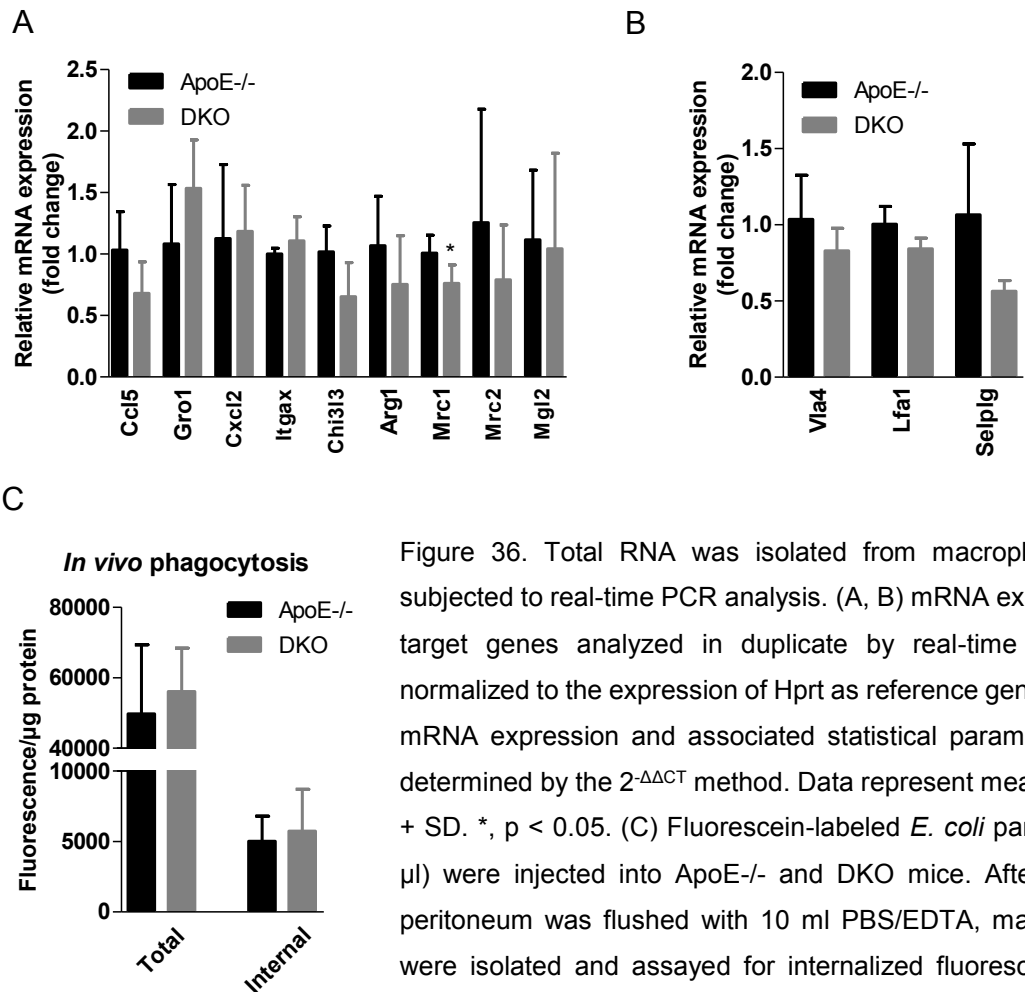 A
Relative mRNA expression
(fold change)
2.5
2.0
1.5
1.0
0.5
0.0
ApoE-/-
DKO
*
Ccl5
Gro1
Cxcl2
Itgax
Chi3l3
Arg1
Mrc1
Mrc2
Mgl2
B
Relative mRNA expression
(fold change)
2.0
1.5
1.0
0.5
0.0
ApoE-/-
DKO
Vla4
Lfa1
Selplg
C
In vivo phagocytosis
Fluorescence/µg protein
80000
60000
40000
10000
5000
0
ApoE-/-
DKO
Total
Internal
Figure 36. Total RNA was isolated from macroph
subjected to real-time PCR analysis. (A, B) mRNA ex
target genes analyzed in duplicate by real-time
normalized to the expression of Hprt as reference gen
mRNA expression and associated statistical param
determined by the 2-ΔΔCT method. Data represent mea
+ SD. *, p < 0.05. (C) Fluorescein-labeled E. coli par
µl) were injected into ApoE-/- and DKO mice. Afte
peritoneum was flushed with 10 ml PBS/EDTA, ma
were isolated and assayed for internalized fluoresc